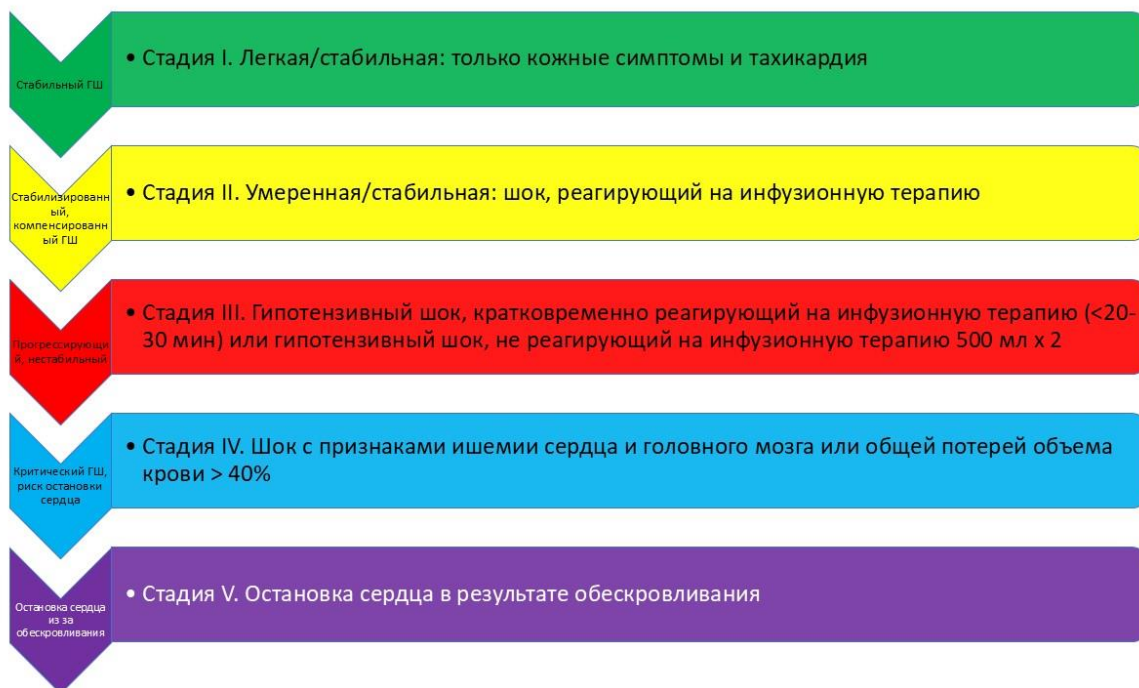 Стабильный ГШ
• Стадия I. Легкая/стабильная: только кожные симптомы и тахикардия
Стабилизированн
ый,
компенсированн
ый ГШ
• Стадия II. Умеренная/стабильная: шок, реагирующий на инфузионную терапию
Прогрессирующи
й, нестабильный
• Стадия III. Гипотензивный шок, кратковременно реагирующий на инфузионную терапию (<20-
30 мин) или гипотензивный шок, не реагирующий на инфузионную терапию 500 мл x 2
Критический ГШ,
риск остановки
сердца
• Стадия IV. Шок с признаками ишемии сердца и головного мозга или общей потерей объема
крови > 40%
Остановка сердца
из за
обескровливания
• Стадия V. Остановка сердца в результате обескровливания